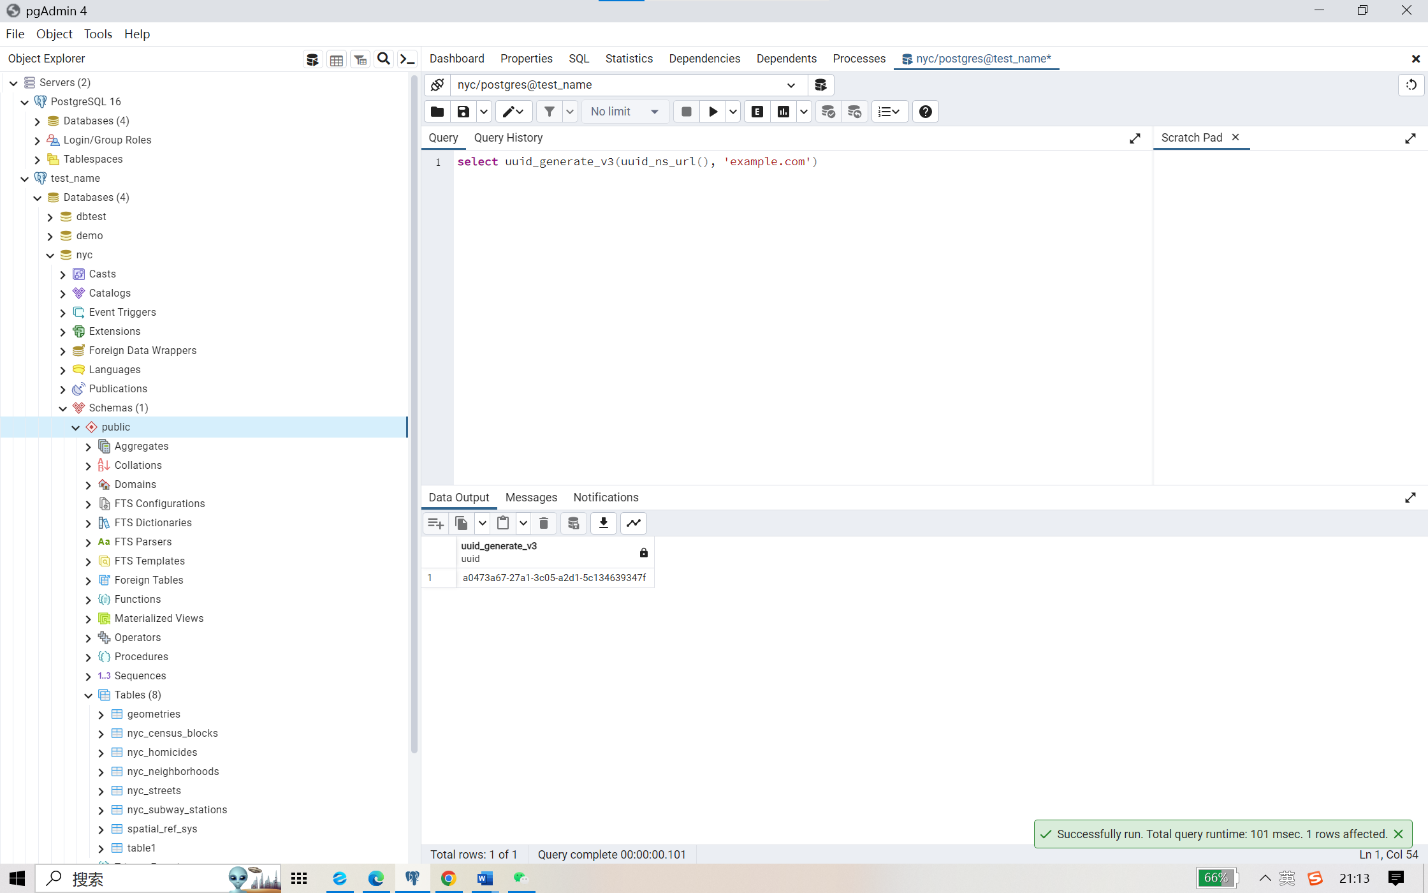 pgAdmin 4
File Object Tools Help
Object Explorer
Dashboard Properties SQL Statistics Dependencies Dependents Processes nyc/postgres@test_name*
Servers (2)
PostgreSQL 16
Databases (4)
Login/Group Roles
Tablespaces
test_name
Databases (4)
dbtest
demo
nyc
Casts
Catalogs
Event Triggers
Extensions
Foreign Data Wrappers
Languages
Publications
Schemas (1)
public
Aggregates
Collations
Domains
FTS Configurations
FTS Dictionaries
Aa FTS Parsers
FTS Templates
Foreign Tables
Functions
Materialized Views
Operators
Procedures
1..3 Sequences
Tables (8)
geometries
nyc_census_blocks
nyc_homicides
nyc_neighborhoods
nyc_streets
nyc_subway_stations
spatial_ref_sys
table1
nyc/postgres@test_name
No limit
E
Query Query History
Scratch Pad
1 select uuid_generate_v3(uuid_ns_url(), 'example.com')
Data Output Messages Notifications
uuid_generate_v3
uuid
1 a0473a67-27a1-3c05-a2d1-5c134639347f
Successfully run. Total query runtime: 101 msec. 1 rows affected.
Total rows: 1 of 1 Query complete 00:00:00.101 Ln 1, Col 54
搜索 66% 英 21:13